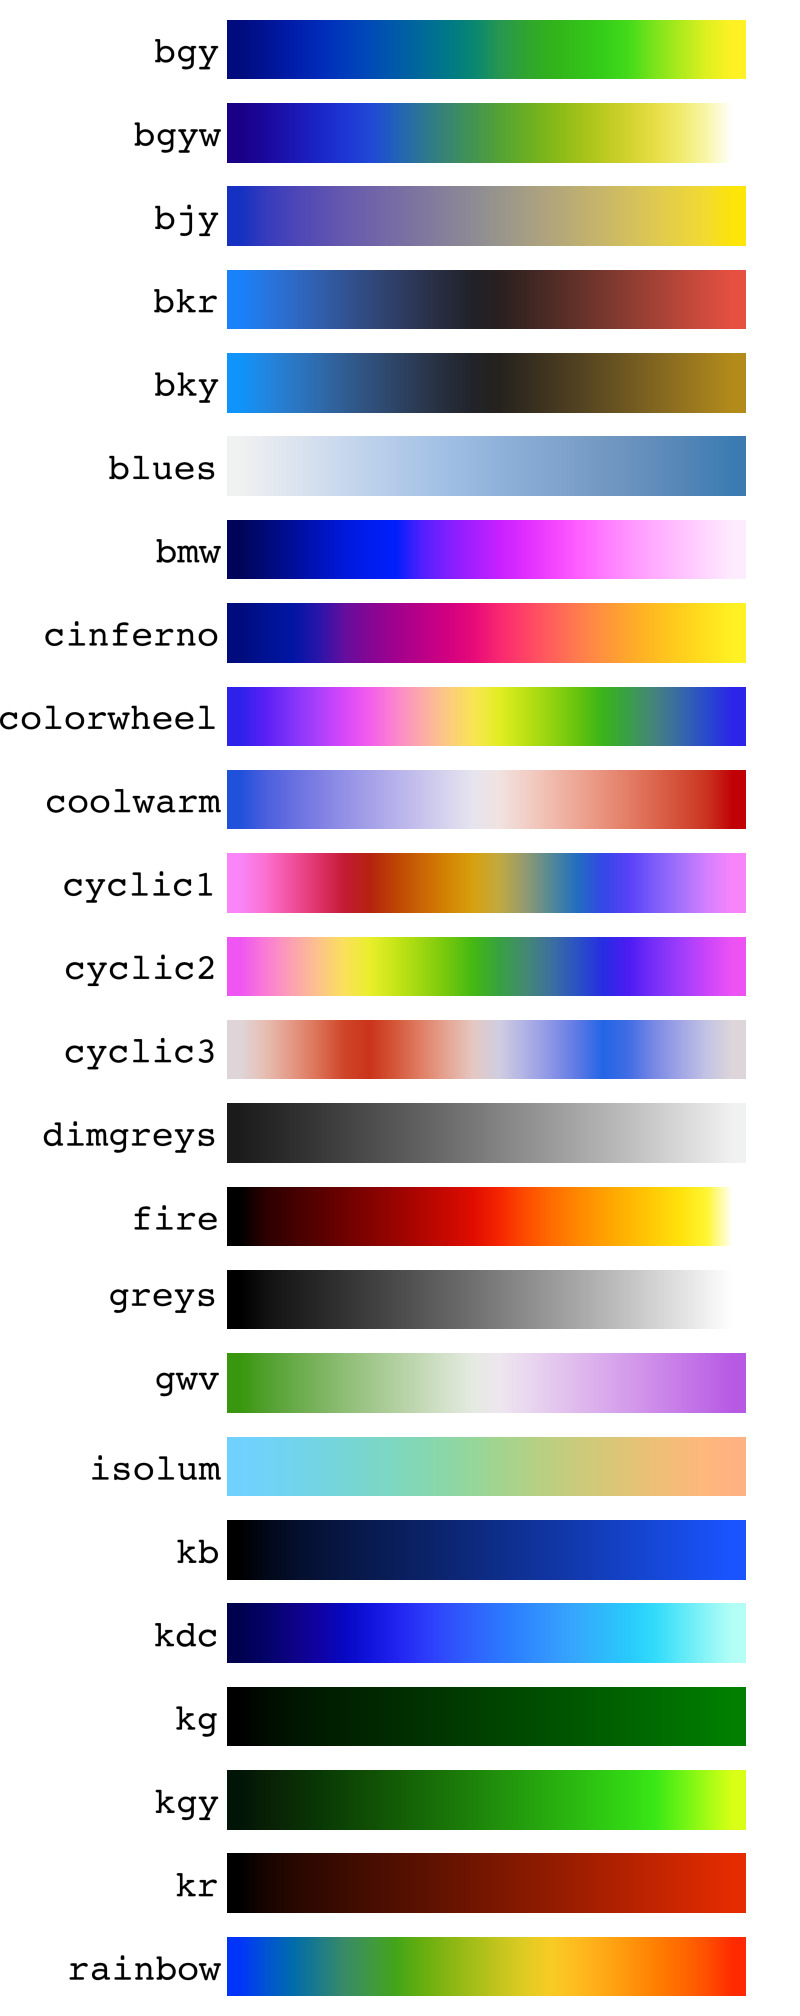 bgy
bgyw
bjy
bkr
bky
blues
bmw
cinferno
colorwheel
coolwarm
cyclic1
cyclic2
cyclic3
dimgreys
fire
greys
gwv
isolum
kb
kdc
kg
kgy
kr
rainbow